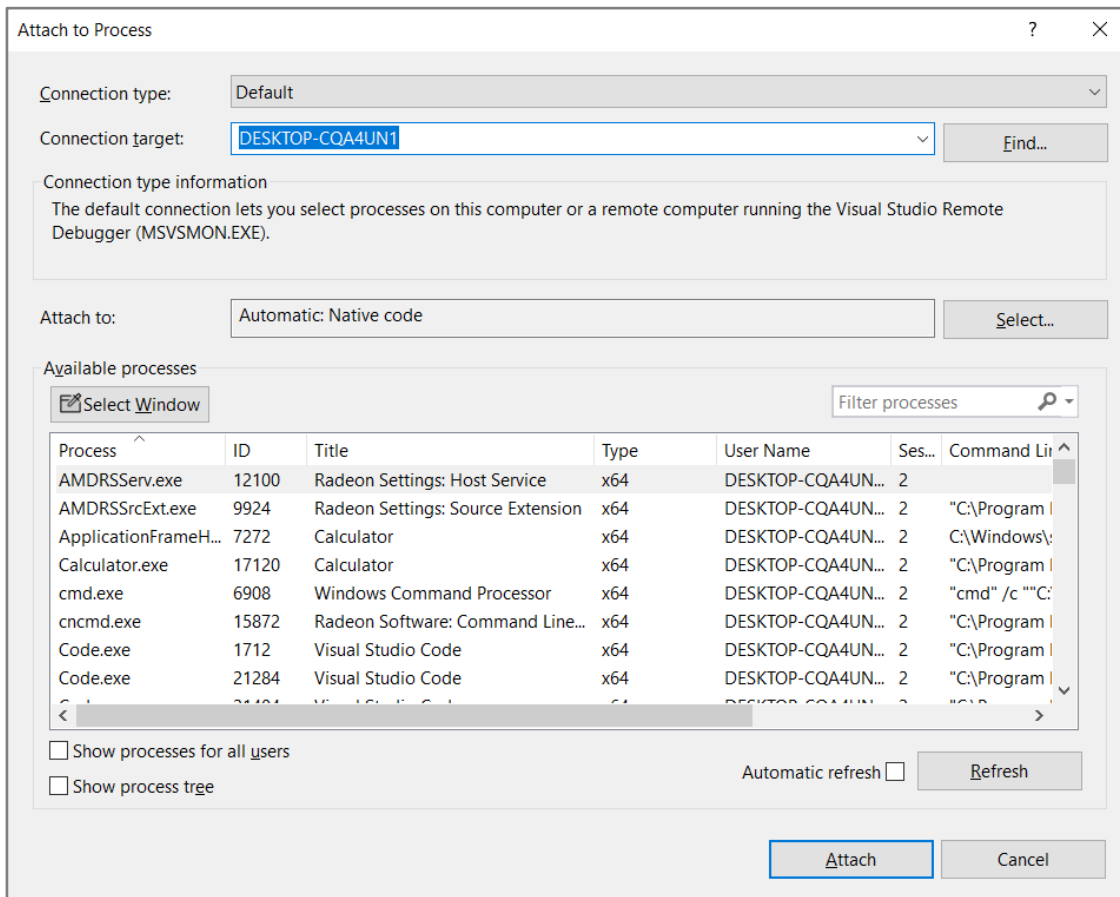 Attach to Process
?
Connection type:
Default
Connection target:
DESKTOP-CQA4UN1
Find...
Connection type information
The default connection lets you select processes on this computer or a remote computer running the Visual Studio Remote
Debugger (MSVSMON.EXE).
Attach to:
Automatic: Native code
Select...
Available processes
Select Window
Filter processes
Process ID Title Type User Name Ses... Command Lin
AMDRSServ.exe 12100 Radeon Settings: Host Service x64 DESKTOP-CQA4UN... 2
AMDRSSrcExt.exe 9924 Radeon Settings: Source Extension x64 DESKTOP-CQA4UN... 2 "C:\Program
ApplicationFrameH... 7272 Calculator x64 DESKTOP-CQA4UN... 2 C:\Windows\s
Calculator.exe 17120 Calculator x64 DESKTOP-CQA4UN... 2 "C:\Program
cmd.exe 6908 Windows Command Processor x64 DESKTOP-CQA4UN... 2 "cmd" /c ""C:\
cncmd.exe 15872 Radeon Software: Command Line... x64 DESKTOP-CQA4UN... 2 "C:\Program
Code.exe 1712 Visual Studio Code x64 DESKTOP-CQA4UN... 2 "C:\Program
Code.exe 21284 Visual Studio Code x64 DESKTOP-CQA4UN... 2 "C:\Program
Show processes for all users
Show process tree
Automatic refresh
Refresh
Attach
Cancel